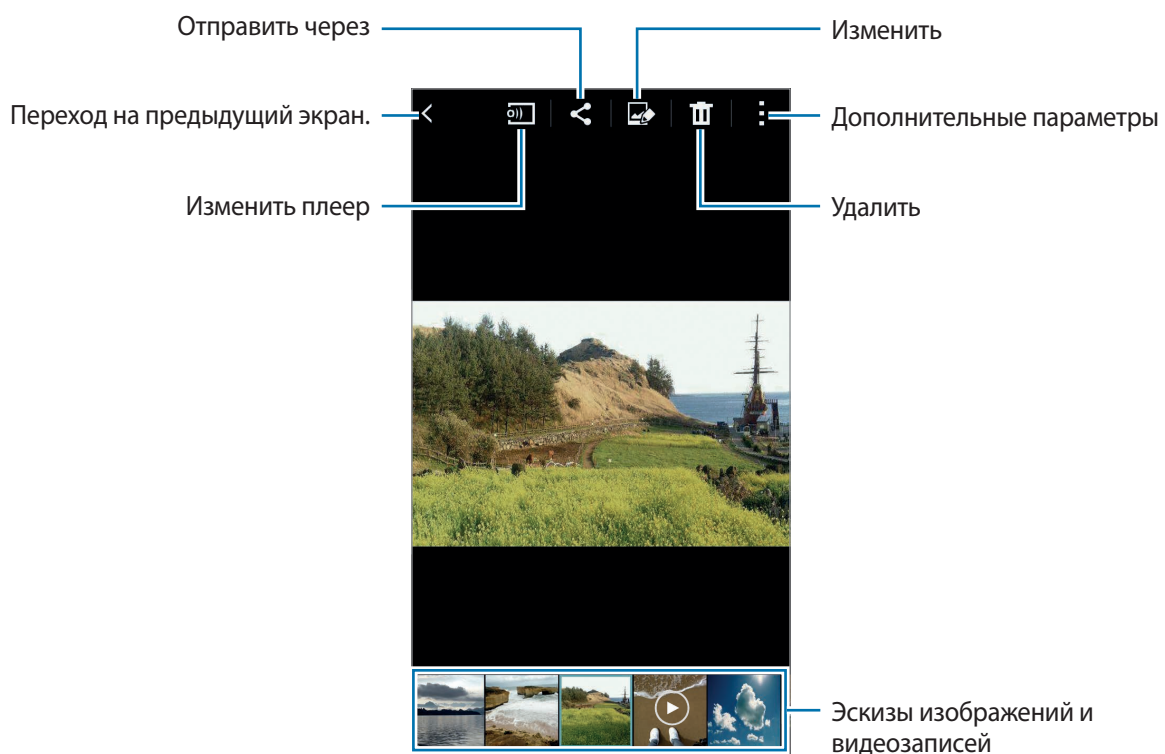 Отправить через
Изменить
Переход на предыдущий экран.
Дополнительные параметры
Изменить плеер
Удалить
Эскизы изображений и
видеозаписей